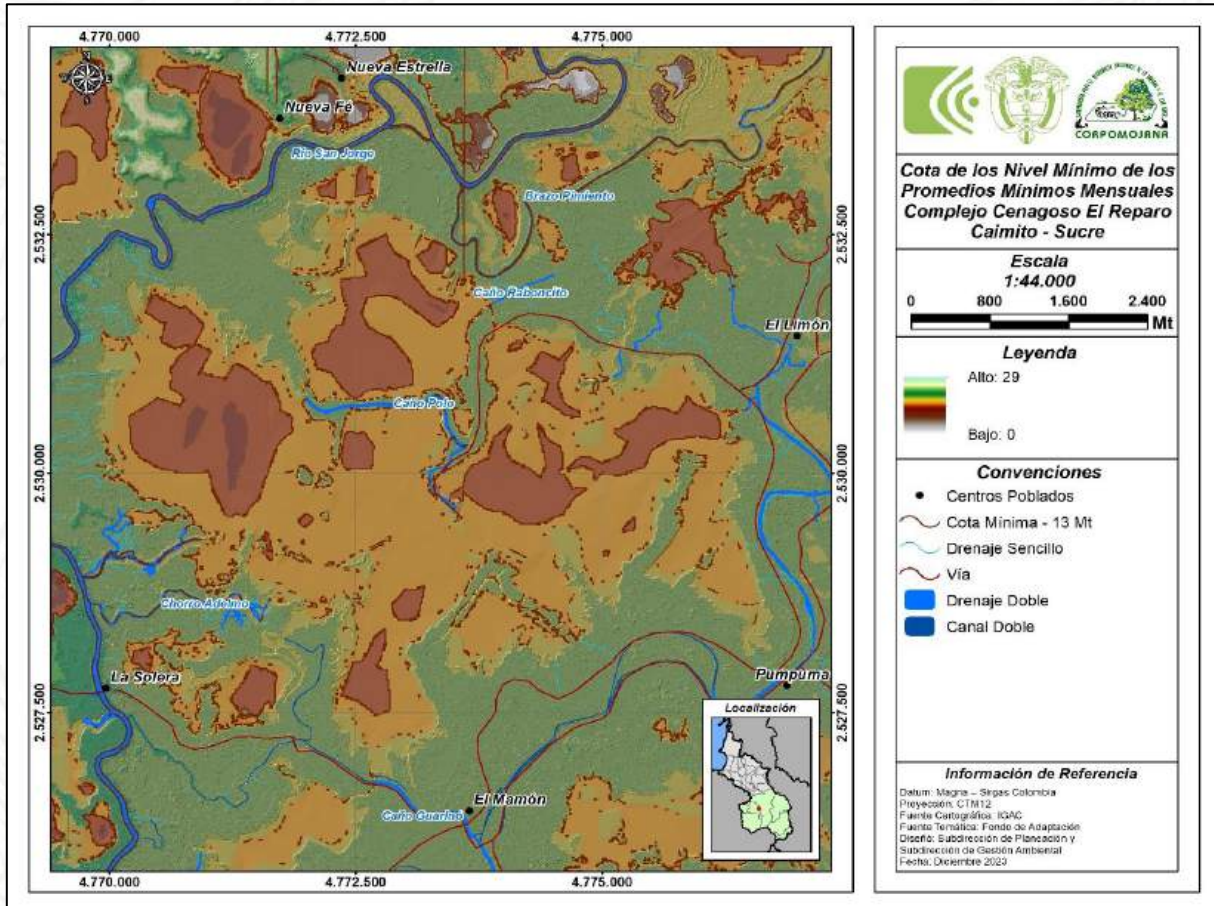 4.770.000
4.772.500
4.775.000
2.532.500
2.530.000
2.527.500
2.532.500
2.530.000
2.527.500
N
Nueva Estrella
Nueva Fé
Río San Jorge
Brazo Pimiento
Caño Raboncito
El Limón
Caño Polo
Chorro Adelmo
La Solera
Pumpuma
El Mamón
Caño Guarinó
Localización
4.770.000
4.772.500
4.775.000
CORPOMOJANA
Cota de los Nivel Mínimo de los
Promedios Mínimos Mensuales
Complejo Cenagoso El Reparo
Caimito - Sucre
Escala
1:44.000
0 800 1.600 2.400
Mt
Leyenda
Alto: 29
Bajo: 0
Convenciones
Centros Poblados
Cota Mínima - 13 Mt
Drenaje Sencillo
Vía
Drenaje Doble
Canal Doble
Información de Referencia
Datum: Magna – Sirgas Colombia
Proyección: CTM12
Fuente Cartográfica: IGAC
Fuente Temática: Fondo de Adaptación
Diseño: Subdirección de Planeación y
Subdirección de Gestión Ambiental
Fecha: Diciembre 2023